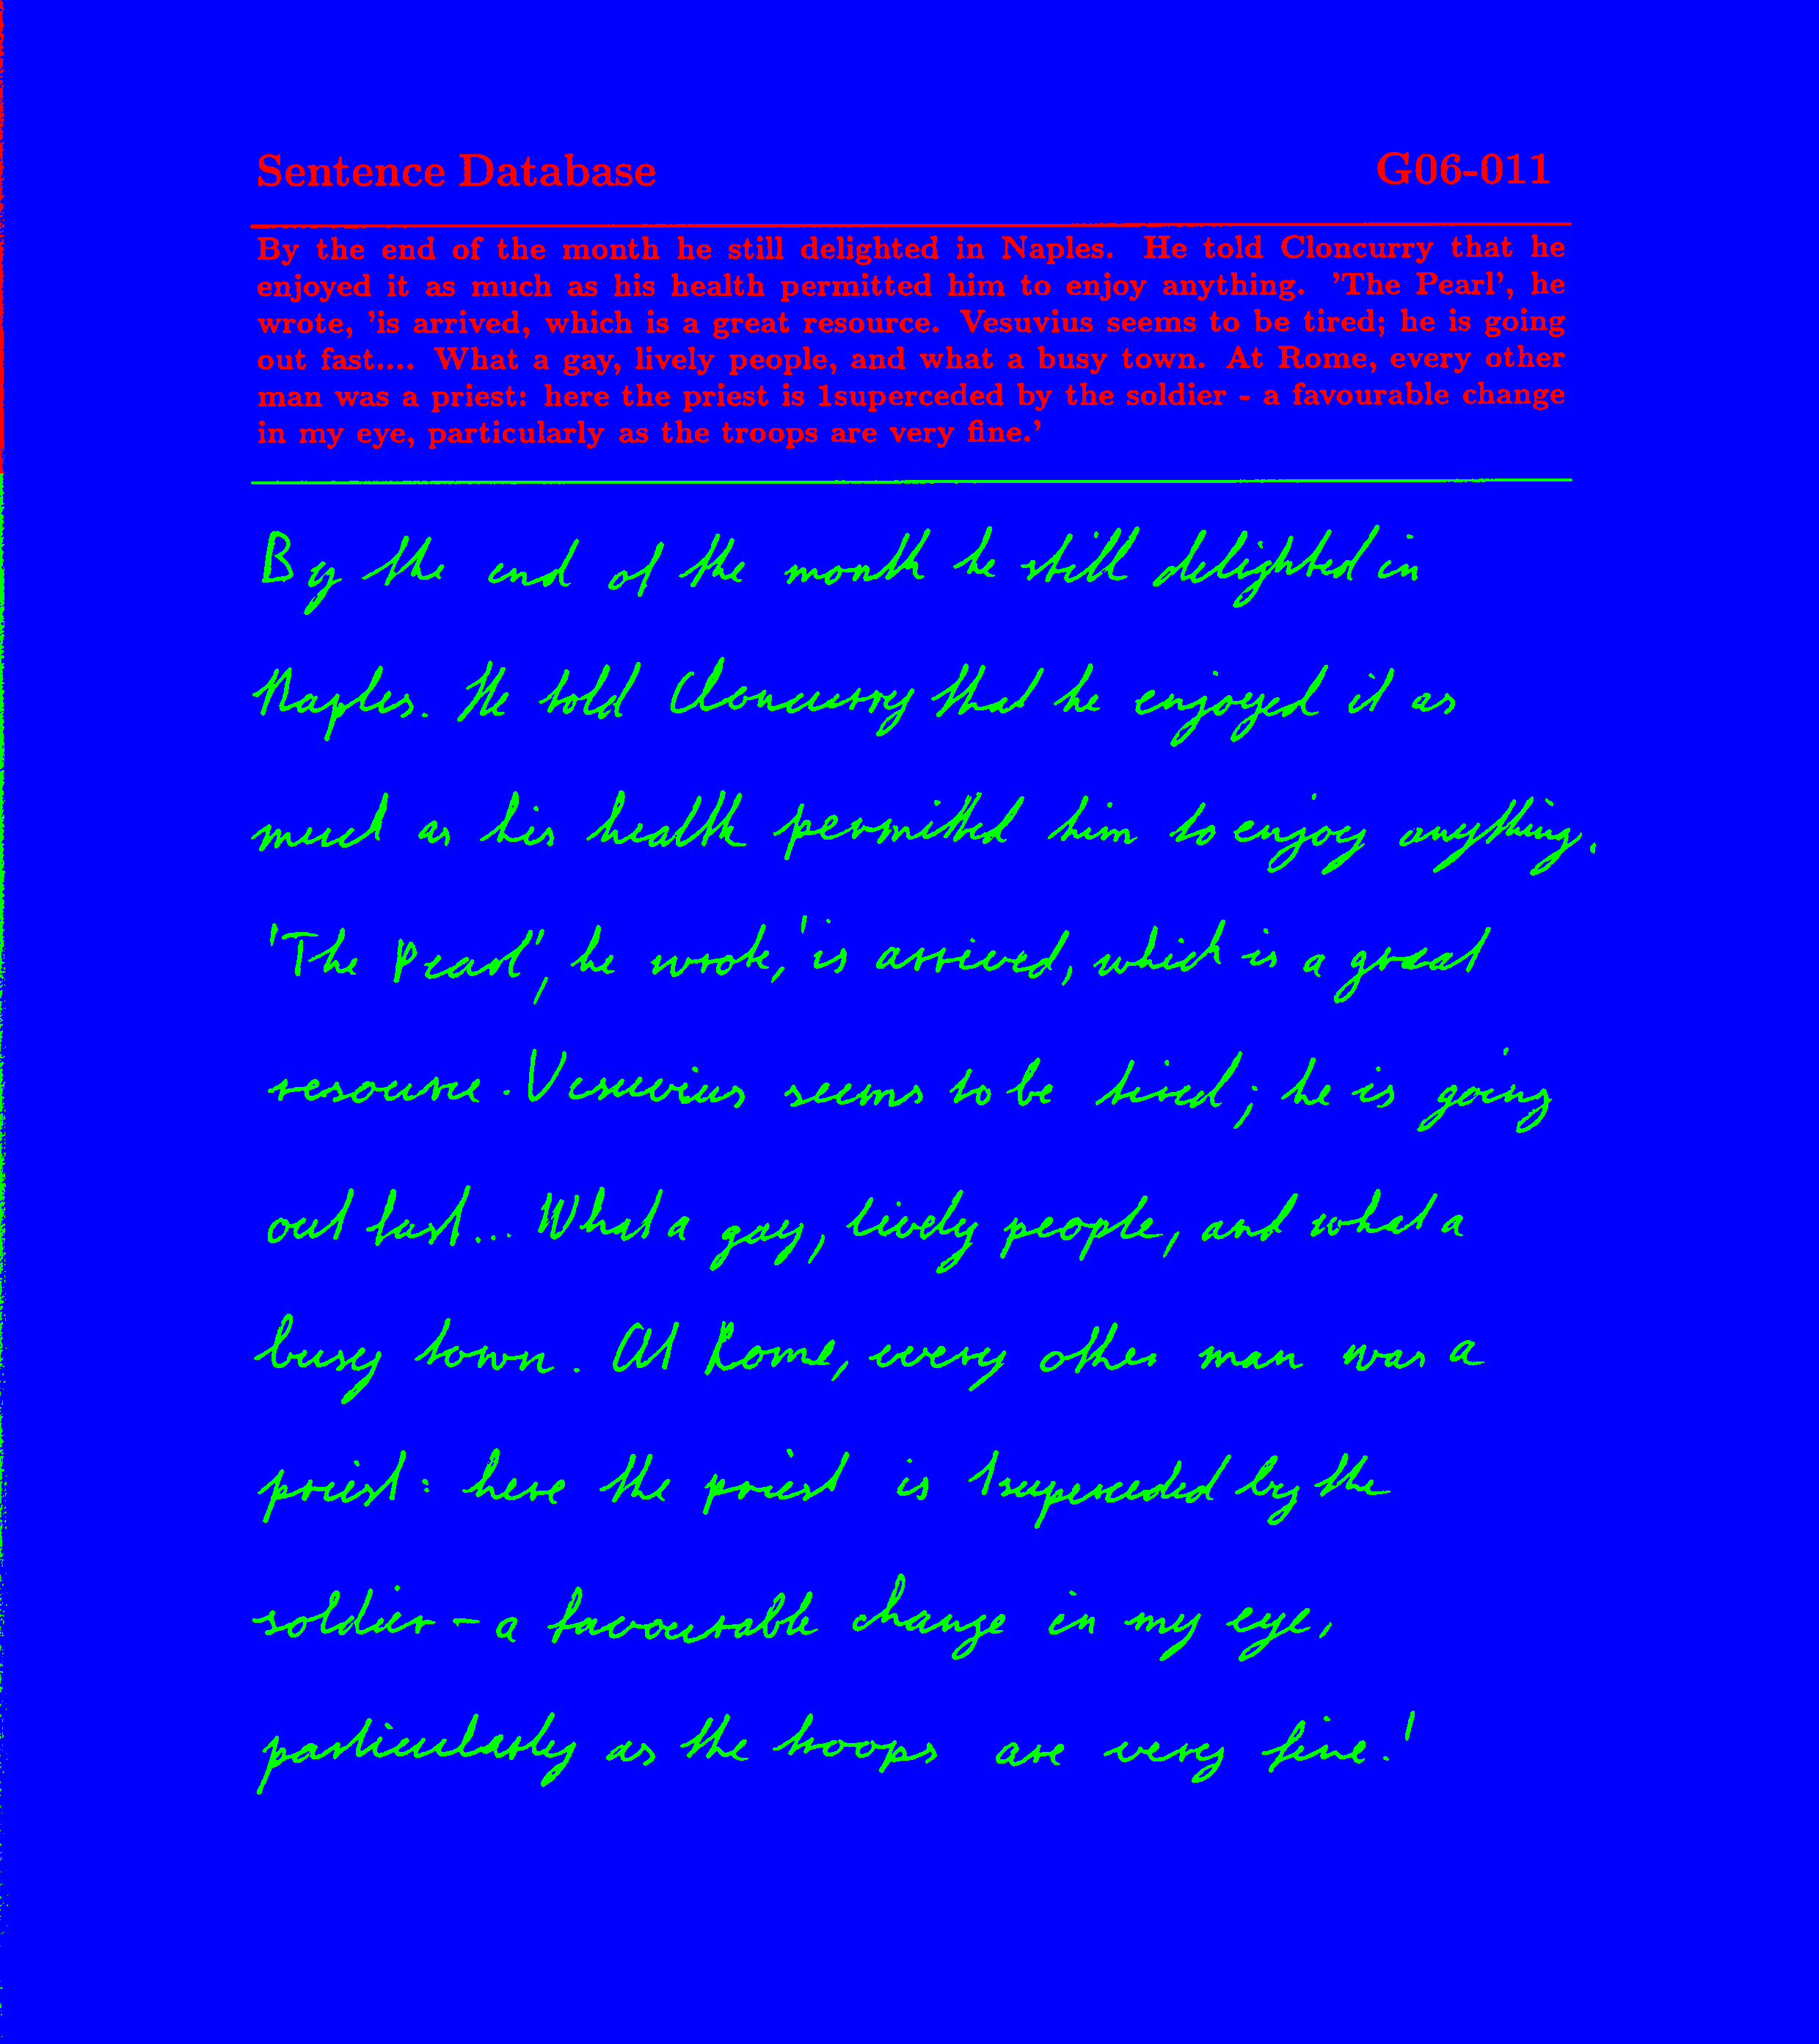 Sentence Database G06-011
By the end of the month he still delighted in Naples. He told Cloncurry that he
enjoyed it as much as his health permitted him to enjoy anything. 'The Pearl', he
wrote, 'is arrived, which is a great resource. Vesuvius seems to be tired; he is going
out fast.... What a gay, lively people, and what a busy town. At Rome, every other
man was a priest: here the priest is 1superceded by the soldier - a favourable change
in my eye, particularly as the troops are very fine.'
By the end of the month he still delighted in
Naples. He told Cloncurry that he enjoyed it as
much as his health permitted him to enjoy anything.
'The Pearl', he wrote, 'is arrived, which is a great
resource. Vesuvius seems to be tired; he is going
out fast... What a gay, lively people, and what a
busy town. At Rome, every other man was a
priest: here the priest is 1superceded by the
soldier - a favourable change in my eye,
particularly as the troops are very fine.'